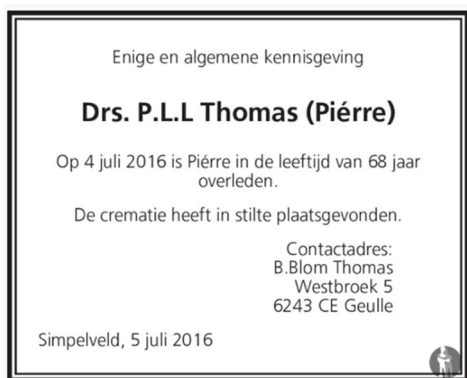 Enige en algemene kennisgeving
Drs. P.L.L Thomas (Piérre)
Op 4 juli 2016 is Piérre in de leeftijd van 68 jaar
overleden.
De crematie heeft in stilte plaatsgevonden.
Contactadres:
B.Blom Thomas
Westbroek 5
6243 CE Geulle
Simpelveld, 5 juli 2016